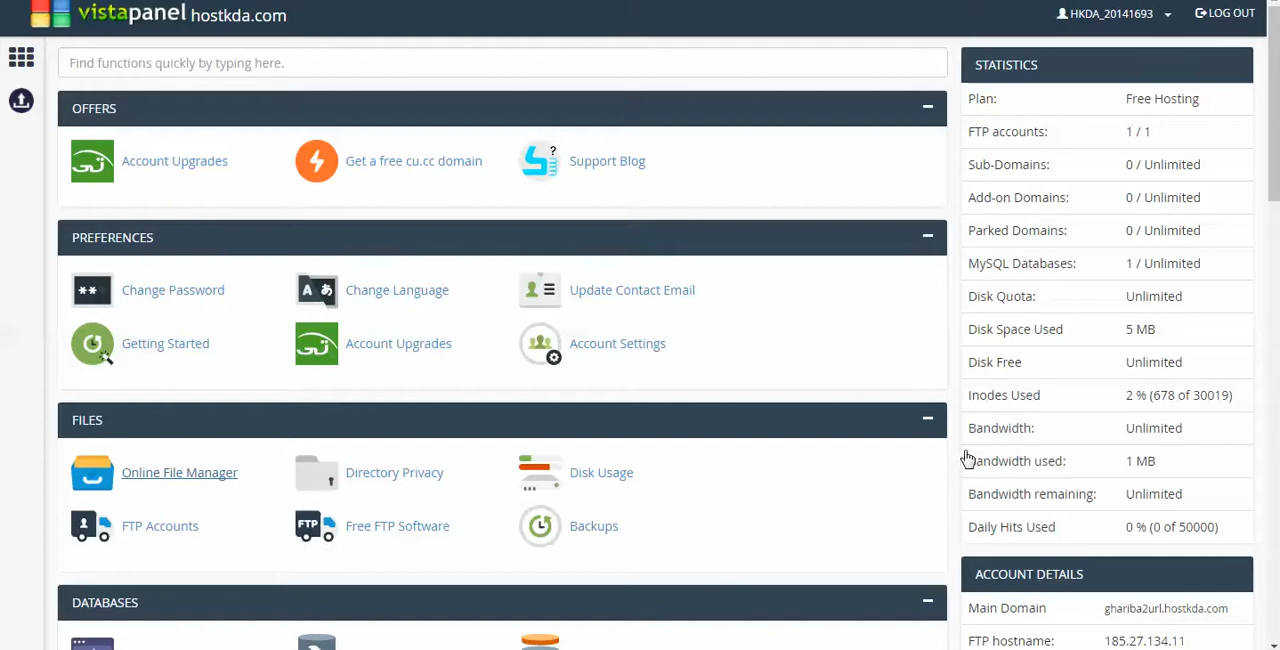 vistapanel hostkda.com
HKDA_20141693
LOG OUT
Find functions quickly by typing here.
OFFERS
Account Upgrades
Get a free cu.cc domain
Support Blog
PREFERENCES
Change Password
Change Language
Update Contact Email
Getting Started
Account Upgrades
Account Settings
FILES
Online File Manager
Directory Privacy
Disk Usage
FTP Accounts
FTP
Free FTP Software
Backups
DATABASES
STATISTICS
Plan: Free Hosting
FTP accounts: 1 / 1
Sub-Domains: 0 / Unlimited
Add-on Domains: 0 / Unlimited
Parked Domains: 0 / Unlimited
MySQL Databases: 1 / Unlimited
Disk Quota: Unlimited
Disk Space Used 5 MB
Disk Free Unlimited
Inodes Used 2 % (678 of 30019)
Bandwidth: Unlimited
Bandwidth used: 1 MB
Bandwidth remaining: Unlimited
Daily Hits Used 0 % (0 of 50000)
ACCOUNT DETAILS
Main Domain ghariba2url.hostkda.com
FTP hostname: 185.27.134.11